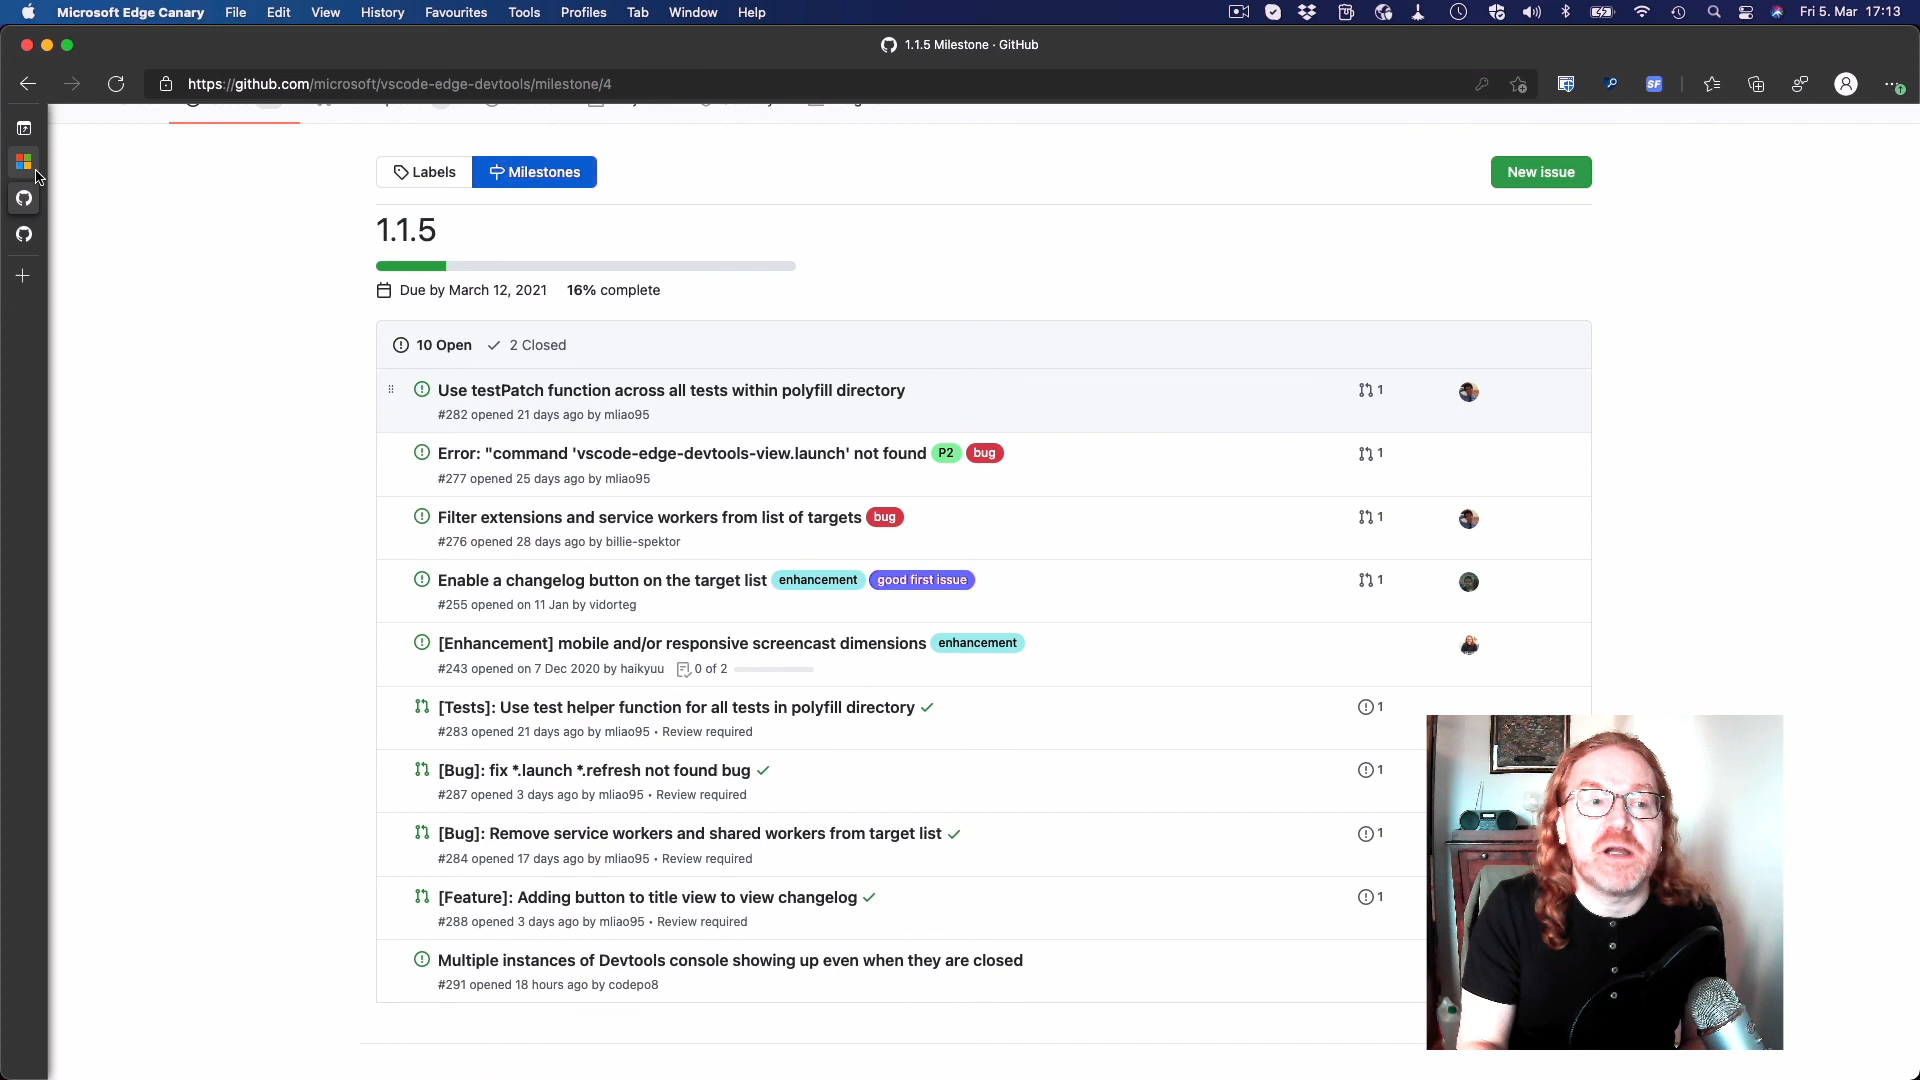 Microsoft Edge Canary File Edit View History Favourites Tools Profiles Tab Window Help Fri 5. Mar 17:13
1.1.5 Milestone · GitHub
https://github.com/microsoft/vscode-edge-devtools/milestone/4
SF
Labels Milestones New issue
1.1.5
Due by March 12, 2021 16% complete
10 Open 2 Closed
Use testPatch function across all tests within polyfill directory 1
#282 opened 21 days ago by mliao95
Error: "command 'vscode-edge-devtools-view.launch' not found P2 bug 1
#277 opened 25 days ago by mliao95
Filter extensions and service workers from list of targets bug 1
#276 opened 28 days ago by billie-spektor
Enable a changelog button on the target list enhancement good first issue 1
#255 opened on 11 Jan by vidorteg
[Enhancement] mobile and/or responsive screencast dimensions enhancement
#243 opened on 7 Dec 2020 by haikyuu 0 of 2
[Tests]: Use test helper function for all tests in polyfill directory 1
#283 opened 21 days ago by mliao95 • Review required
[Bug]: fix *.launch *.refresh not found bug 1
#287 opened 3 days ago by mliao95 • Review required
[Bug]: Remove service workers and shared workers from target list 1
#284 opened 17 days ago by mliao95 • Review required
[Feature]: Adding button to title view to view changelog 1
#288 opened 3 days ago by mliao95 • Review required
Multiple instances of Devtools console showing up even when they are closed
#291 opened 18 hours ago by codepo8